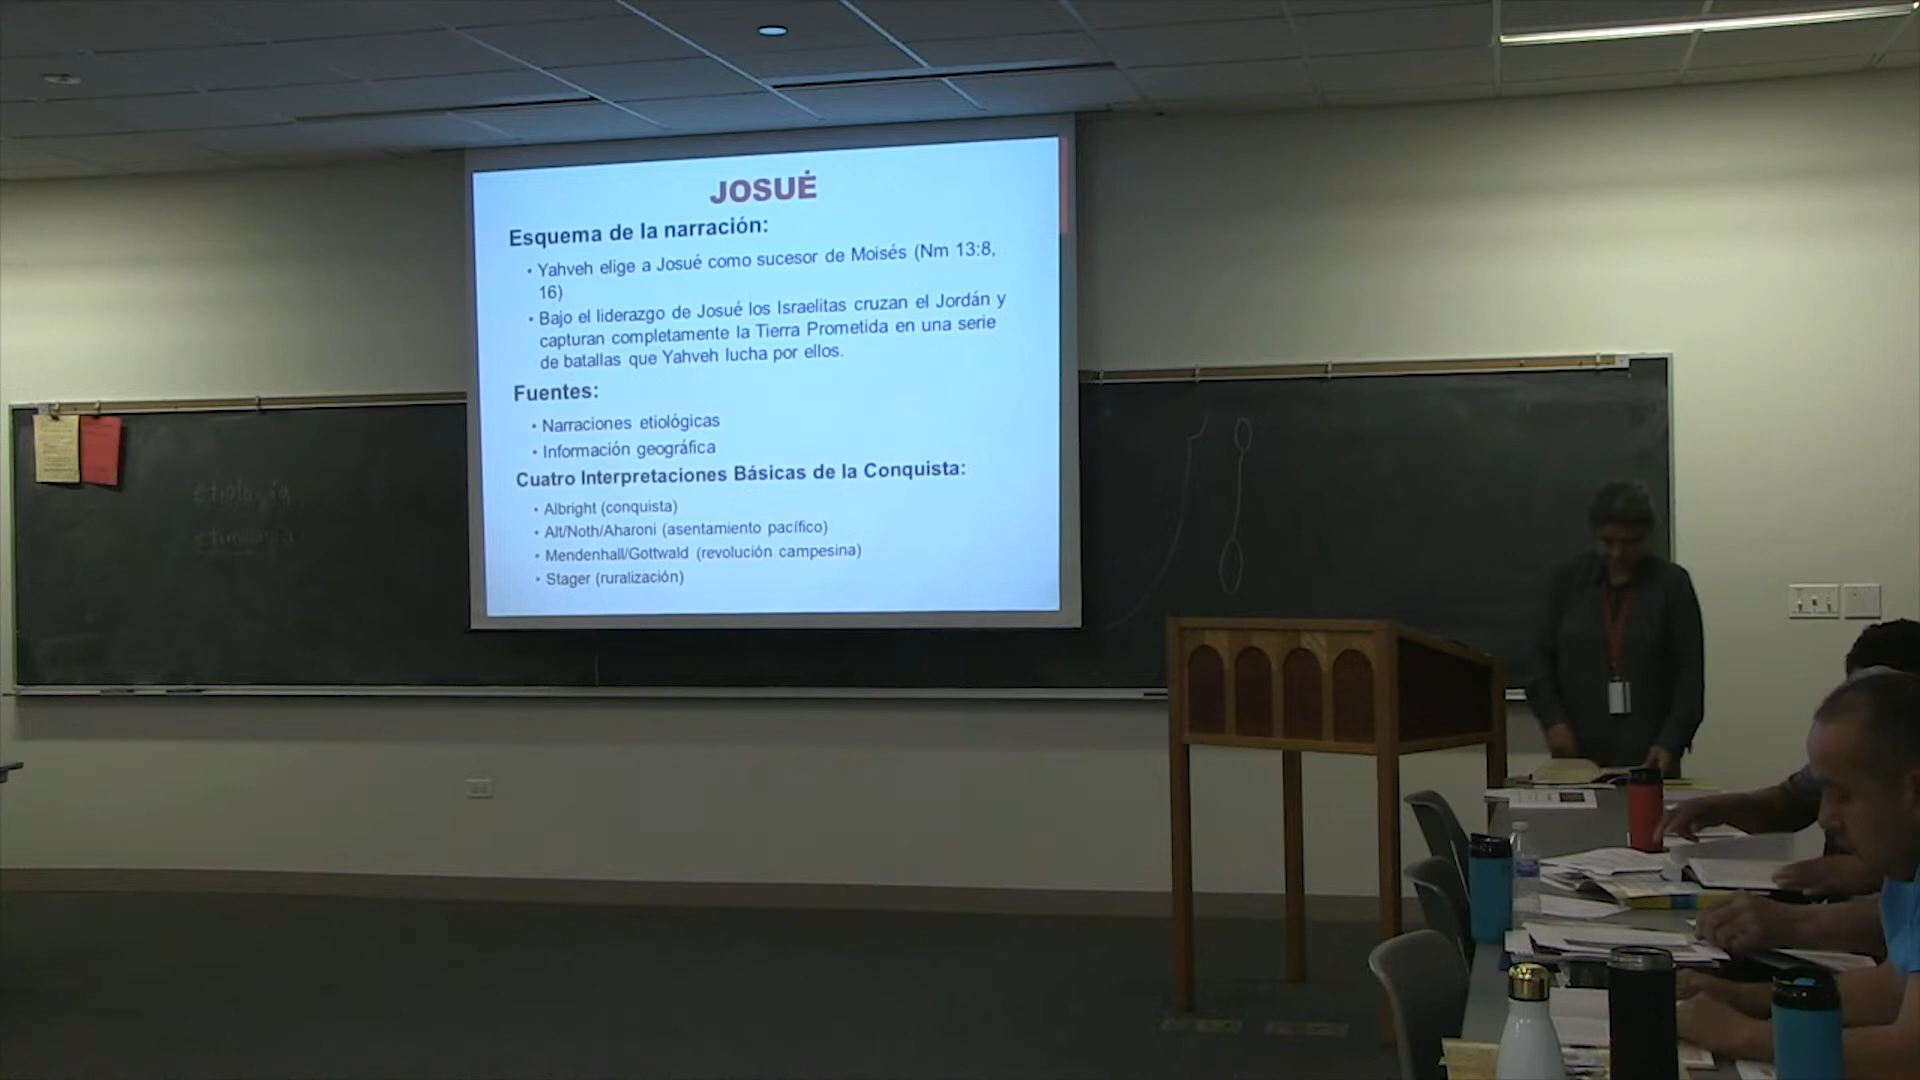 JOSUĖ
Esquema de la narración:
• Yahveh elige a Josué como sucesor de Moisés (Nm 13:8,
16)
• Bajo el liderazgo de Josué los Israelitas cruzan el Jordán y
capturan completamente la Tierra Prometida en una serie
de batallas que Yahveh lucha por ellos.
Fuentes:
• Narraciones etiológicas
• Información geográfica
Cuatro Interpretaciones Básicas de la Conquista:
• Albright (conquista)
• Alt/Noth/Aharoni (asentamiento pacífico)
• Mendenhall/Gottwald (revolución campesina)
• Stager (ruralización)
etiología